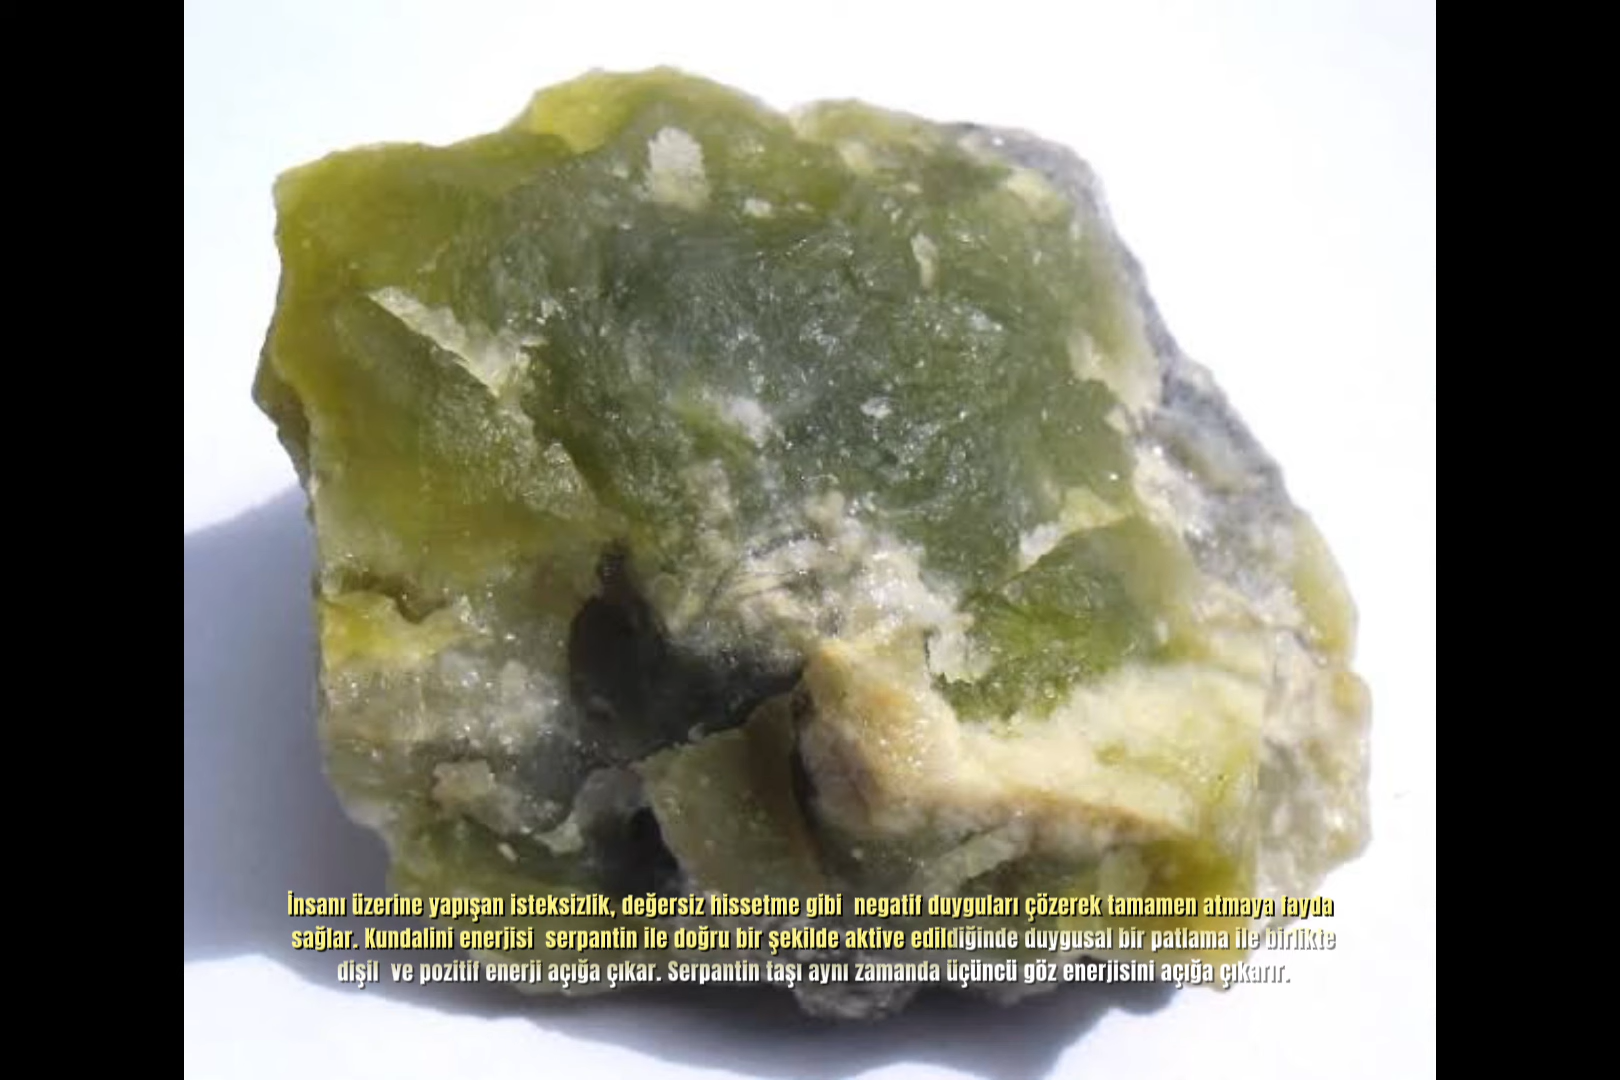 İnsanı üzerine yapışan isteksizlik, değersiz hissetme gibi  negatif duyguları çözerek tamamen atmaya fayda
sağlar. Kundalini enerjisi  serpantin ile doğru bir şekilde aktive edildiğinde duygusal bir patlama ile birlikte
dişil  ve pozitif enerji açığa çıkar. Serpantin taşı aynı zamanda üçüncü göz enerjisini açığa çıkarır.